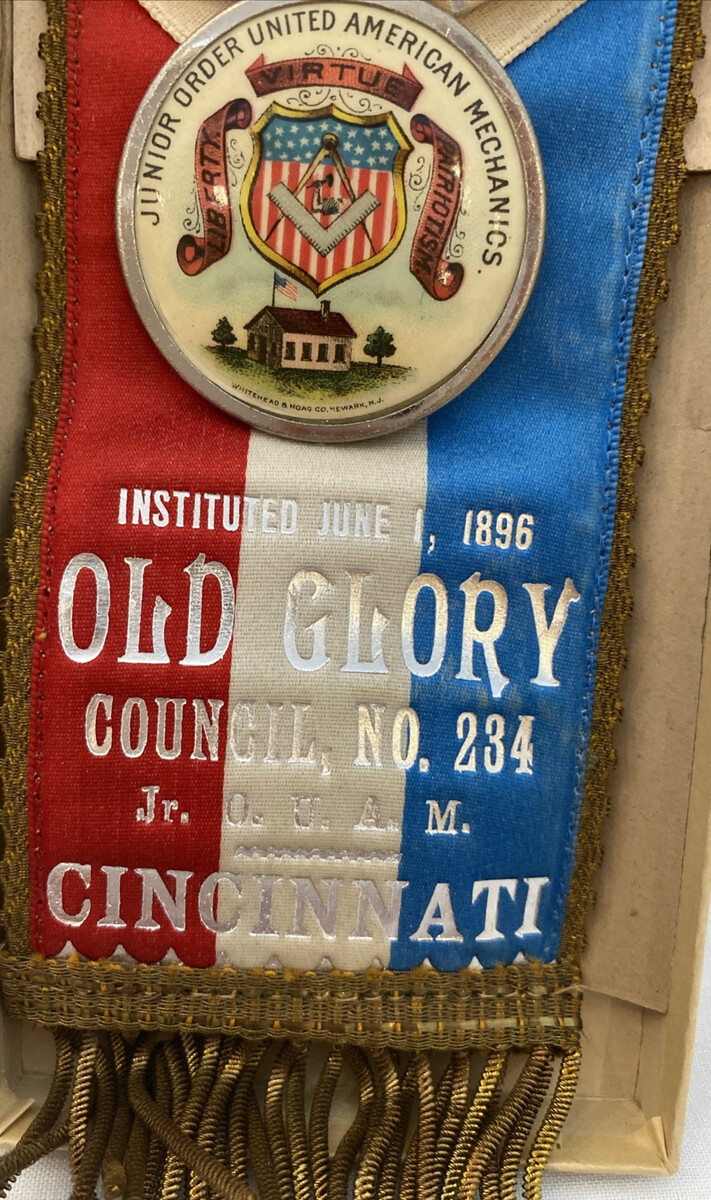 JUNIOR ORDER UNITED AMERICAN MECHANICS.
VIRTUE
LIBERTY
PATRIOTISM
WHITEHEAD & HOAG CO. NEWARK, N.J.
INSTITUTED JUNE 1, 1896
OLD GLORY
COUNCIL, NO. 234
Jr. O. U. A. M.
CINCINNATI